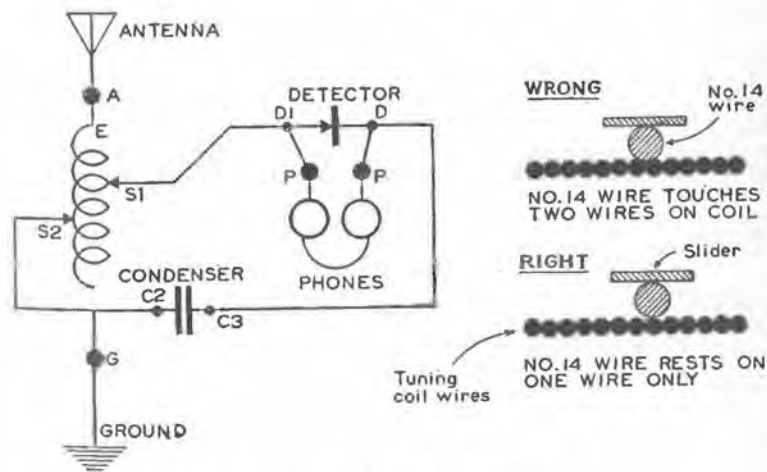 ANTENNA
A
E
DETECTOR
D1
D
S1
P
P
S2
CONDENSER
PHONES
C2
C3
G
GROUND
WRONG
No.14
wire
NO.14 WIRE TOUCHES
TWO WIRES ON COIL
RIGHT
Slider
Tuning
coil wires
NO.14 WIRE RESTS ON
ONE WIRE ONLY